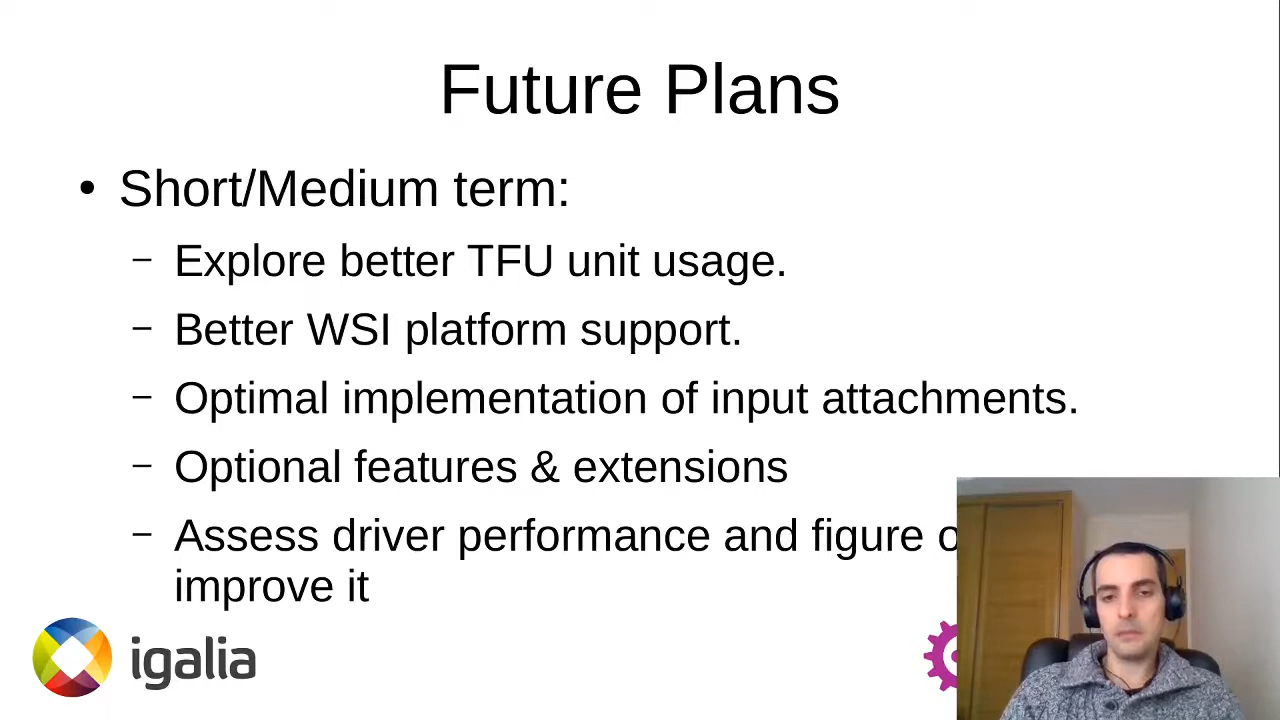 Future Plans
• Short/Medium term:
– Explore better TFU unit usage.
– Better WSI platform support.
– Optimal implementation of input attachments.
– Optional features & extensions
– Assess driver performance and figure
improve it
igalia